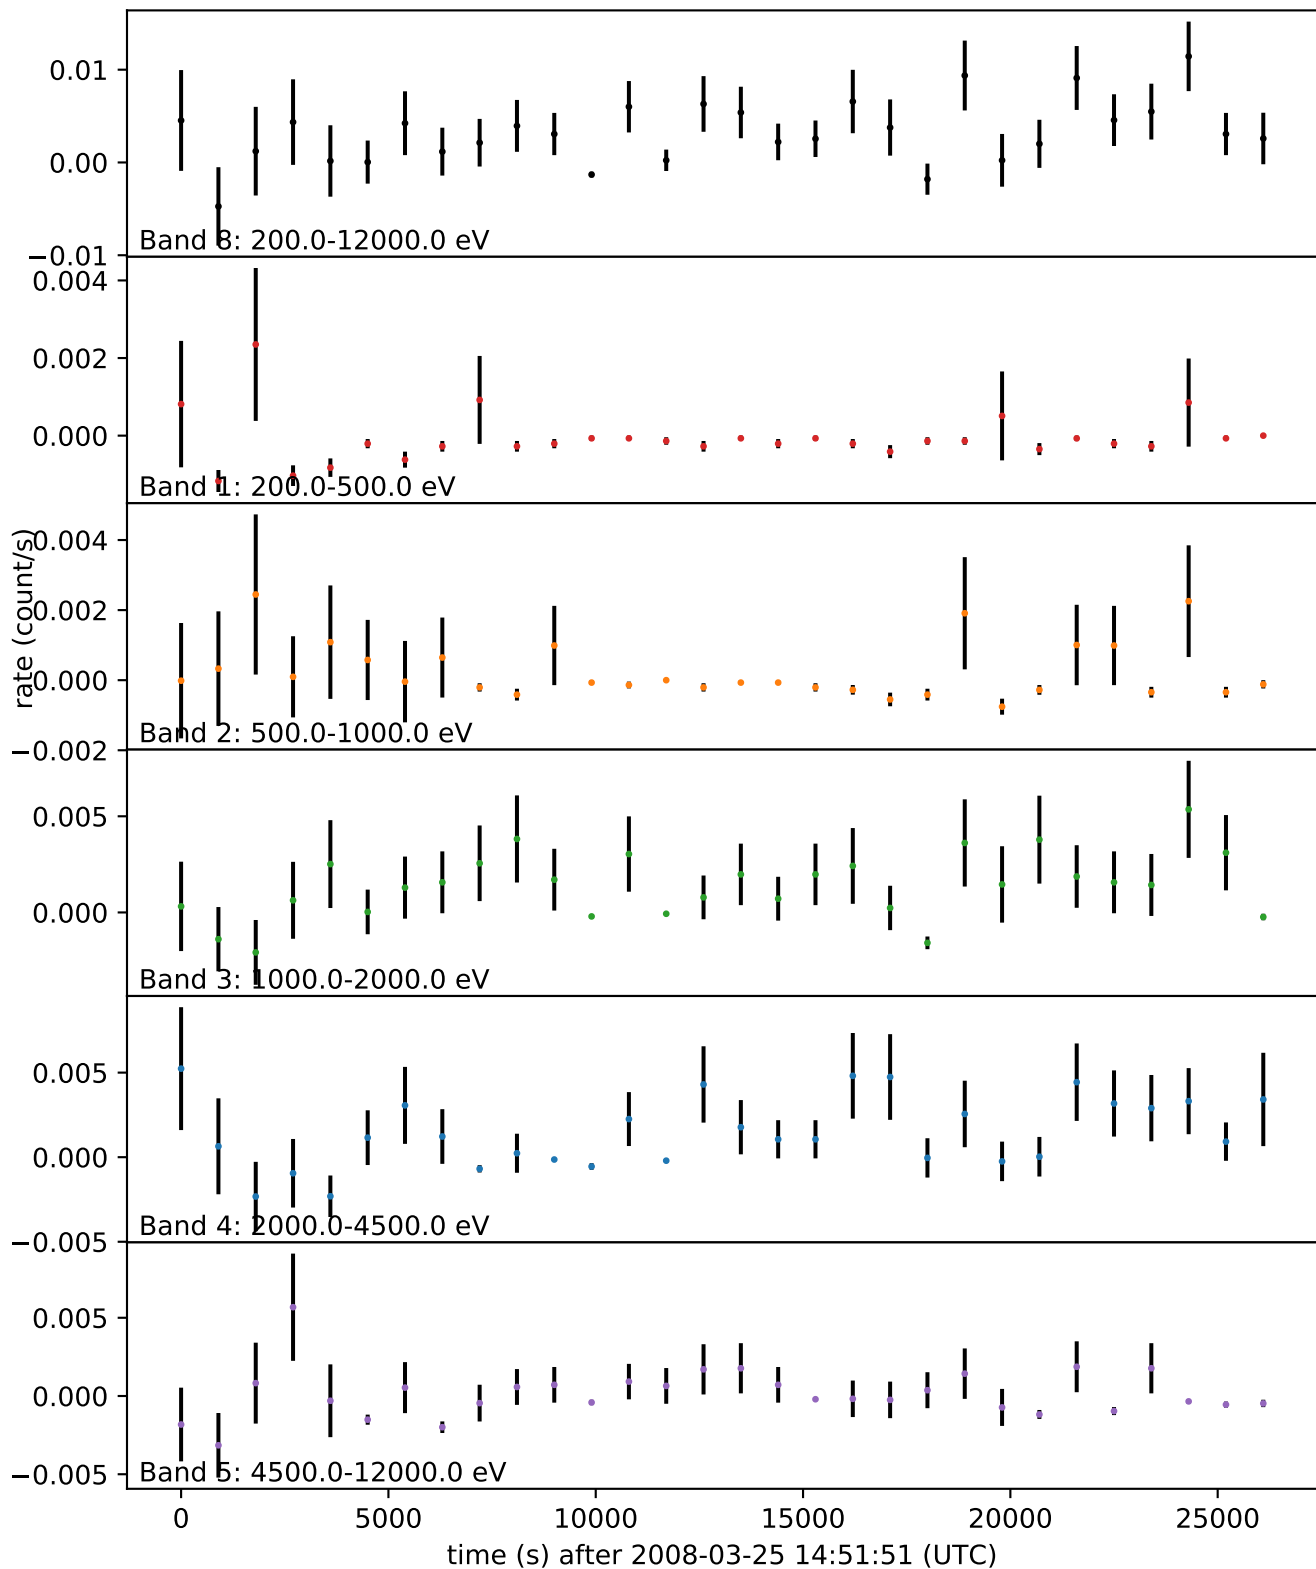 0.01
0.00
−0.01
Band 8: 200.0-12000.0 eV
0.004
0.002
0.000
Band 1: 200.0-500.0 eV
rate (count/s)
0.004
0.002
0.000
−0.002
Band 2: 500.0-1000.0 eV
0.005
0.000
Band 3: 1000.0-2000.0 eV
0.005
0.000
−0.005
Band 4: 2000.0-4500.0 eV
0.005
0.000
−0.005
Band 5: 4500.0-12000.0 eV
0 5000 10000 15000 20000 25000
time (s) after 2008-03-25 14:51:51 (UTC)